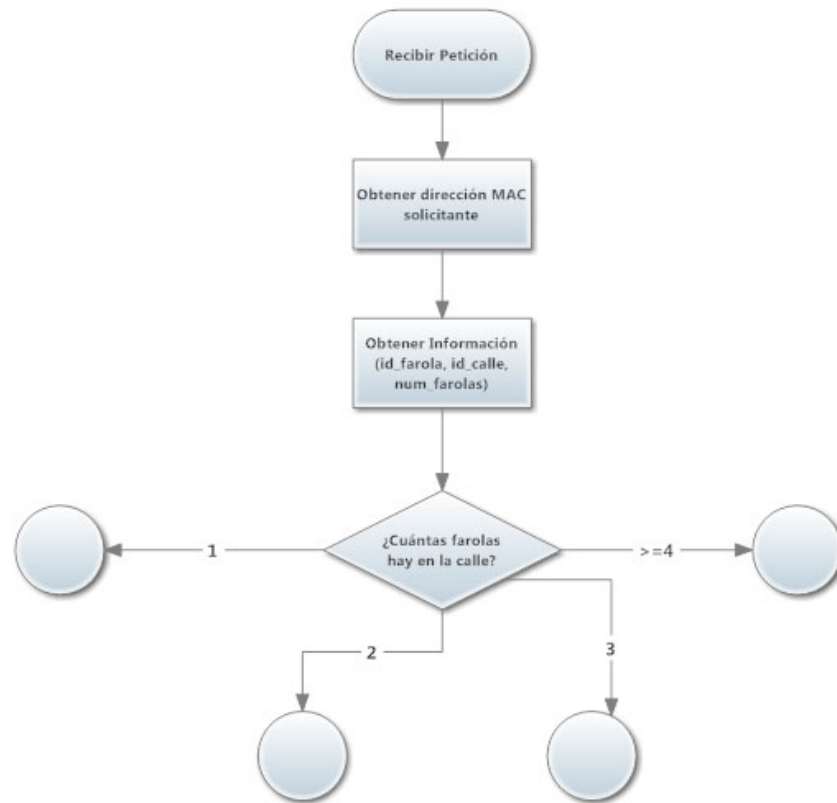 Recibir Petición
Obtener dirección MAC
solicitante
Obtener Información
(id_farola, id_calle,
num_farolas)
¿Cuántas farolas
hay en la calle?
1
>=4
2
3